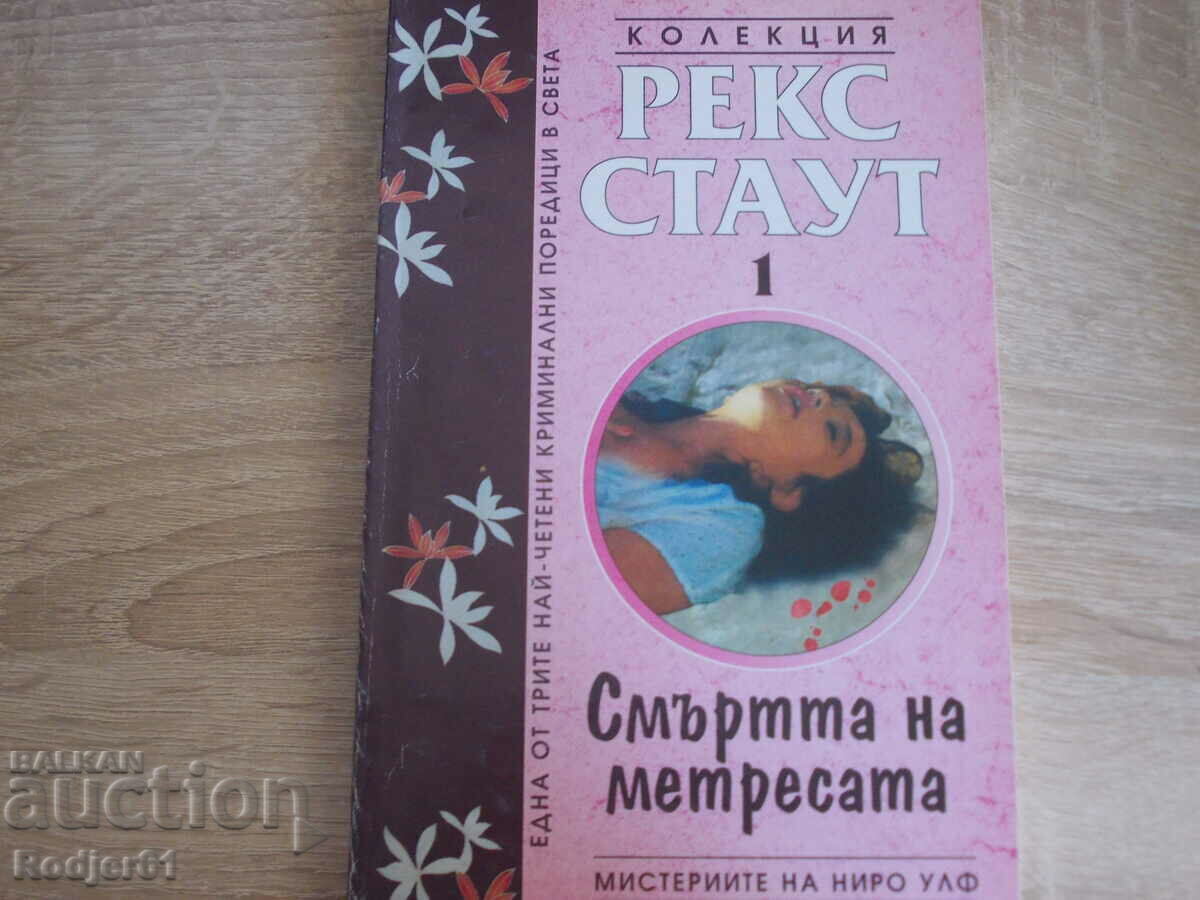 КОЛЕКЦИЯ
РЕКС
СТАУТ
1
ЕДНА ОТ ТРИТЕ НАЙ-ЧЕТЕНИ КРИМИНАЛНИ ПОРЕДИЦИ В СВЕТА
Смъртта на
метресата
МИСТЕРИИТЕ НА НИРО УЛФ
BALKAN
auction
Rodjer61